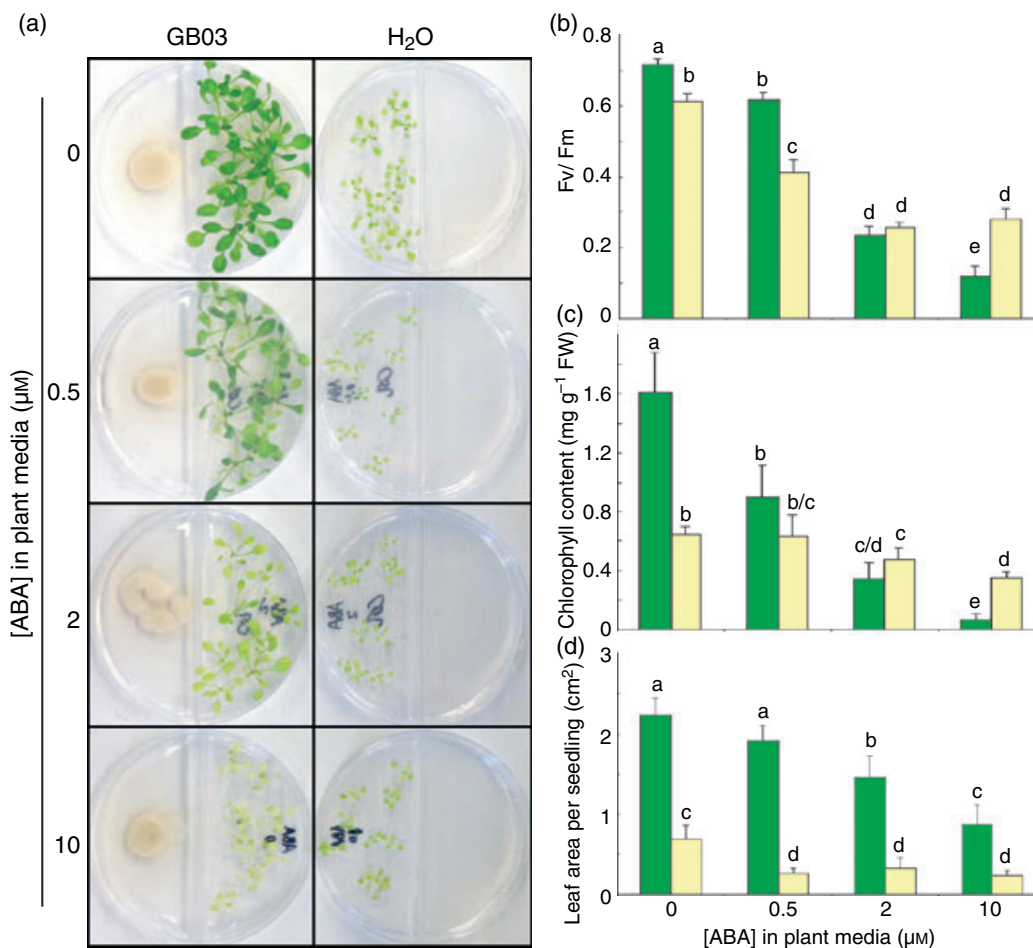 (a)
GB03
H₂O
[ABA] in plant media (µM)
0
0.5
2
10
(b)
Fv/ Fm
0.8
0.6
0.4
0.2
0
a
b
b
c
d
d
e
d
(c)
Chlorophyll content (mg g⁻¹ FW)
1.6
1.2
0.8
0.4
0
a
b
b
b/c
c/d
c
e
d
(d)
Leaf area per seedling (cm²)
3
2
1
0
a
c
a
d
b
d
c
d
0
0.5
2
10
[ABA] in plant media (µM)